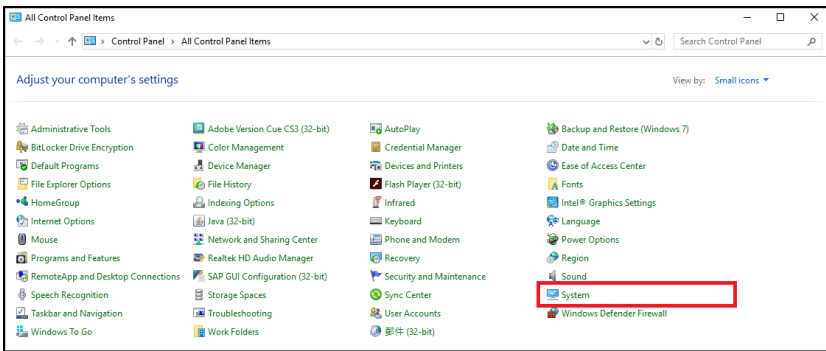 All Control Panel Items
Control Panel > All Control Panel Items
Search Control Panel
Adjust your computer's settings
View by: Small icons
Administrative Tools
Adobe Version Cue CS3 (32-bit)
AutoPlay
Backup and Restore (Windows 7)
BitLocker Drive Encryption
Color Management
Credential Manager
Date and Time
Default Programs
Device Manager
Devices and Printers
Ease of Access Center
File Explorer Options
File History
Flash Player (32-bit)
Fonts
HomeGroup
Indexing Options
Infrared
Intel® Graphics Settings
Internet Options
Java (32-bit)
Keyboard
Language
Mouse
Network and Sharing Center
Phone and Modem
Power Options
Programs and Features
Realtek HD Audio Manager
Recovery
Region
RemoteApp and Desktop Connections
SAP GUI Configuration (32-bit)
Security and Maintenance
Sound
Speech Recognition
Storage Spaces
Sync Center
System
Taskbar and Navigation
Troubleshooting
User Accounts
Windows Defender Firewall
Windows To Go
Work Folders
郵件 (32-bit)